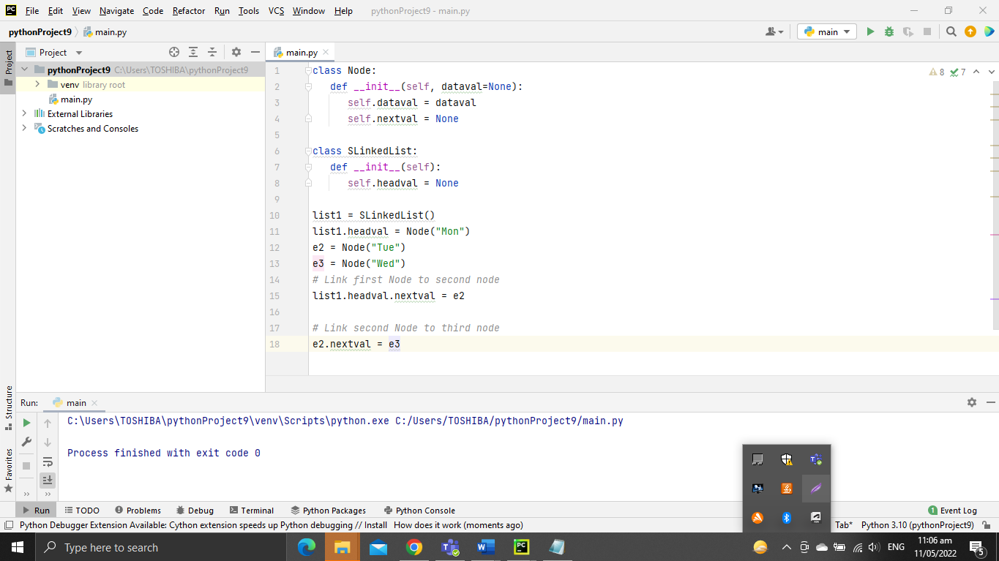 PC File Edit View Navigate Code Refactor Run Tools VCS Window Help pythonProject9 - main.py
pythonProject9 main.py main
Project main.py
pythonProject9 C:\Users\TOSHIBA\pythonProject9
venv library root
main.py
External Libraries
Scratches and Consoles
Project
Structure
Favorites
8 7
1 class Node:
2 def __init__(self, dataval=None):
3 self.dataval = dataval
4 self.nextval = None
5
6 class SLinkedList:
7 def __init__(self):
8 self.headval = None
9
10 list1 = SLinkedList()
11 list1.headval = Node("Mon")
12 e2 = Node("Tue")
13 e3 = Node("Wed")
14 # Link first Node to second node
15 list1.headval.nextval = e2
16
17 # Link second Node to third node
18 e2.nextval = e3
Run: main
C:\Users\TOSHIBA\pythonProject9\venv\Scripts\python.exe C:/Users/TOSHIBA/pythonProject9/main.py
Process finished with exit code 0
Run TODO Problems Debug Terminal Python Packages Python Console 1 Event Log
Python Debugger Extension Available: Cython extension speeds up Python debugging // Install How does it work (moments ago) Tab* Python 3.10 (pythonProject9)
Type here to search PC ENG 11:06 am
11/05/2022 5